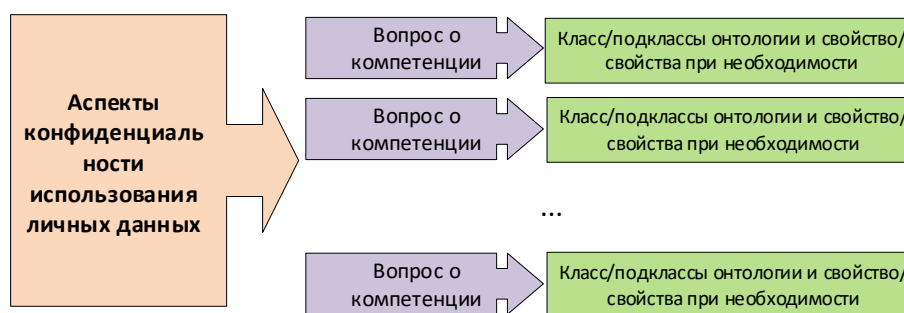 Аспекты
конфиденциаль
ности
использования
личных данных
Вопрос о
компетенции
Класс/подклассы онтологии и свойство/
свойства при необходимости
Вопрос о
компетенции
Класс/подклассы онтологии и свойство/
свойства при необходимости
...
Вопрос о
компетенции
Класс/подклассы онтологии и свойство/
свойства при необходимости